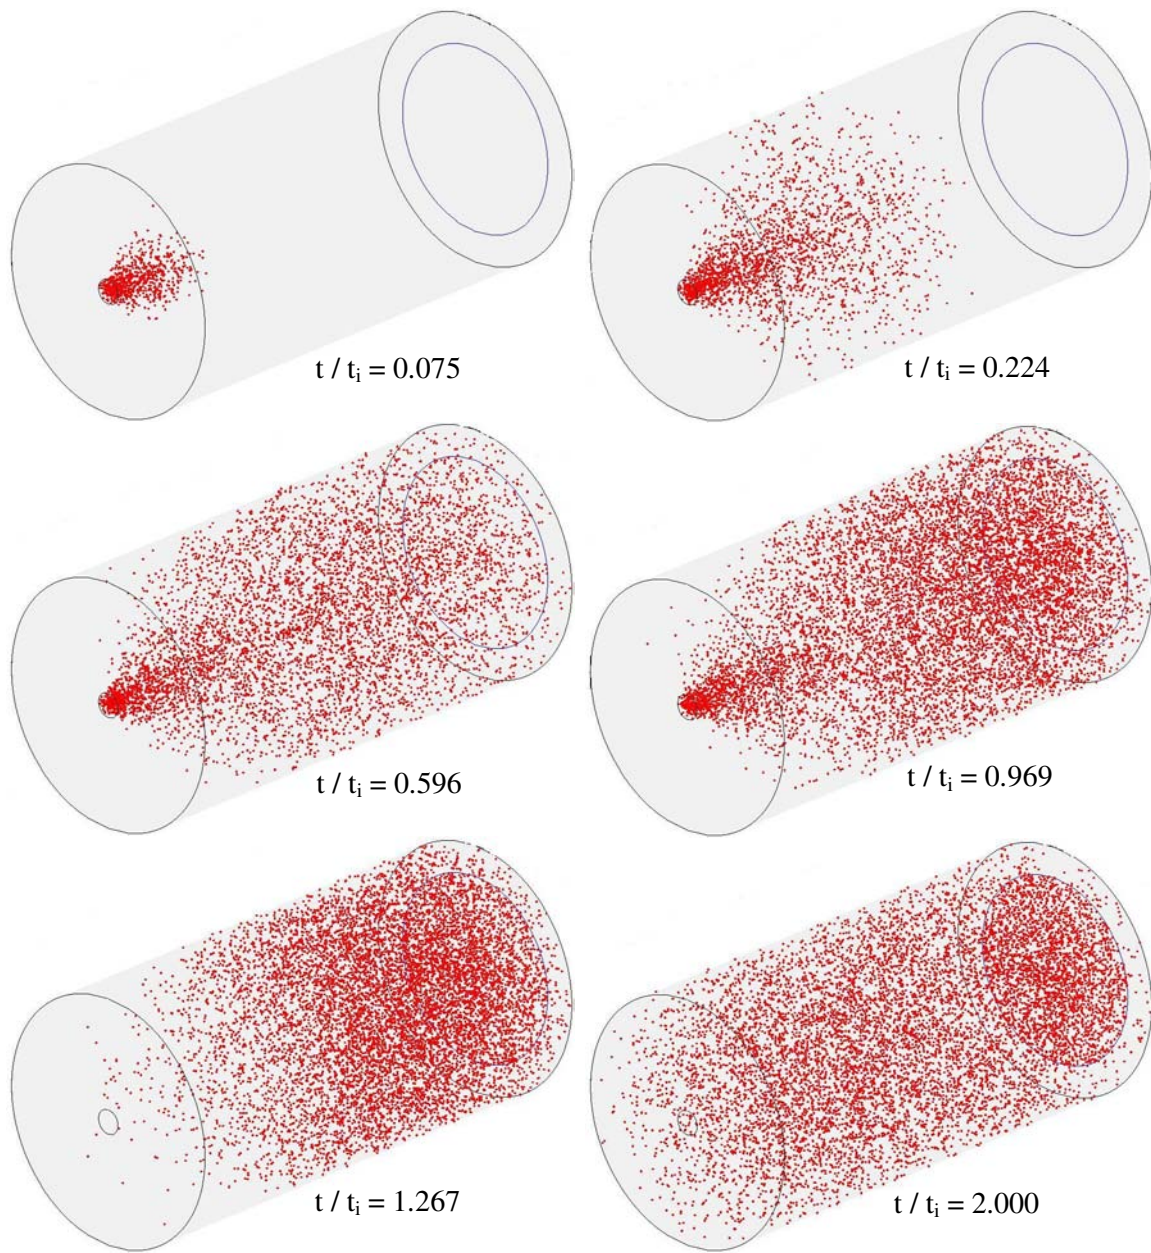 t / tᵢ = 0.075
t / tᵢ = 0.224
t / tᵢ = 0.596
t / tᵢ = 0.969
t / tᵢ = 1.267
t / tᵢ = 2.000